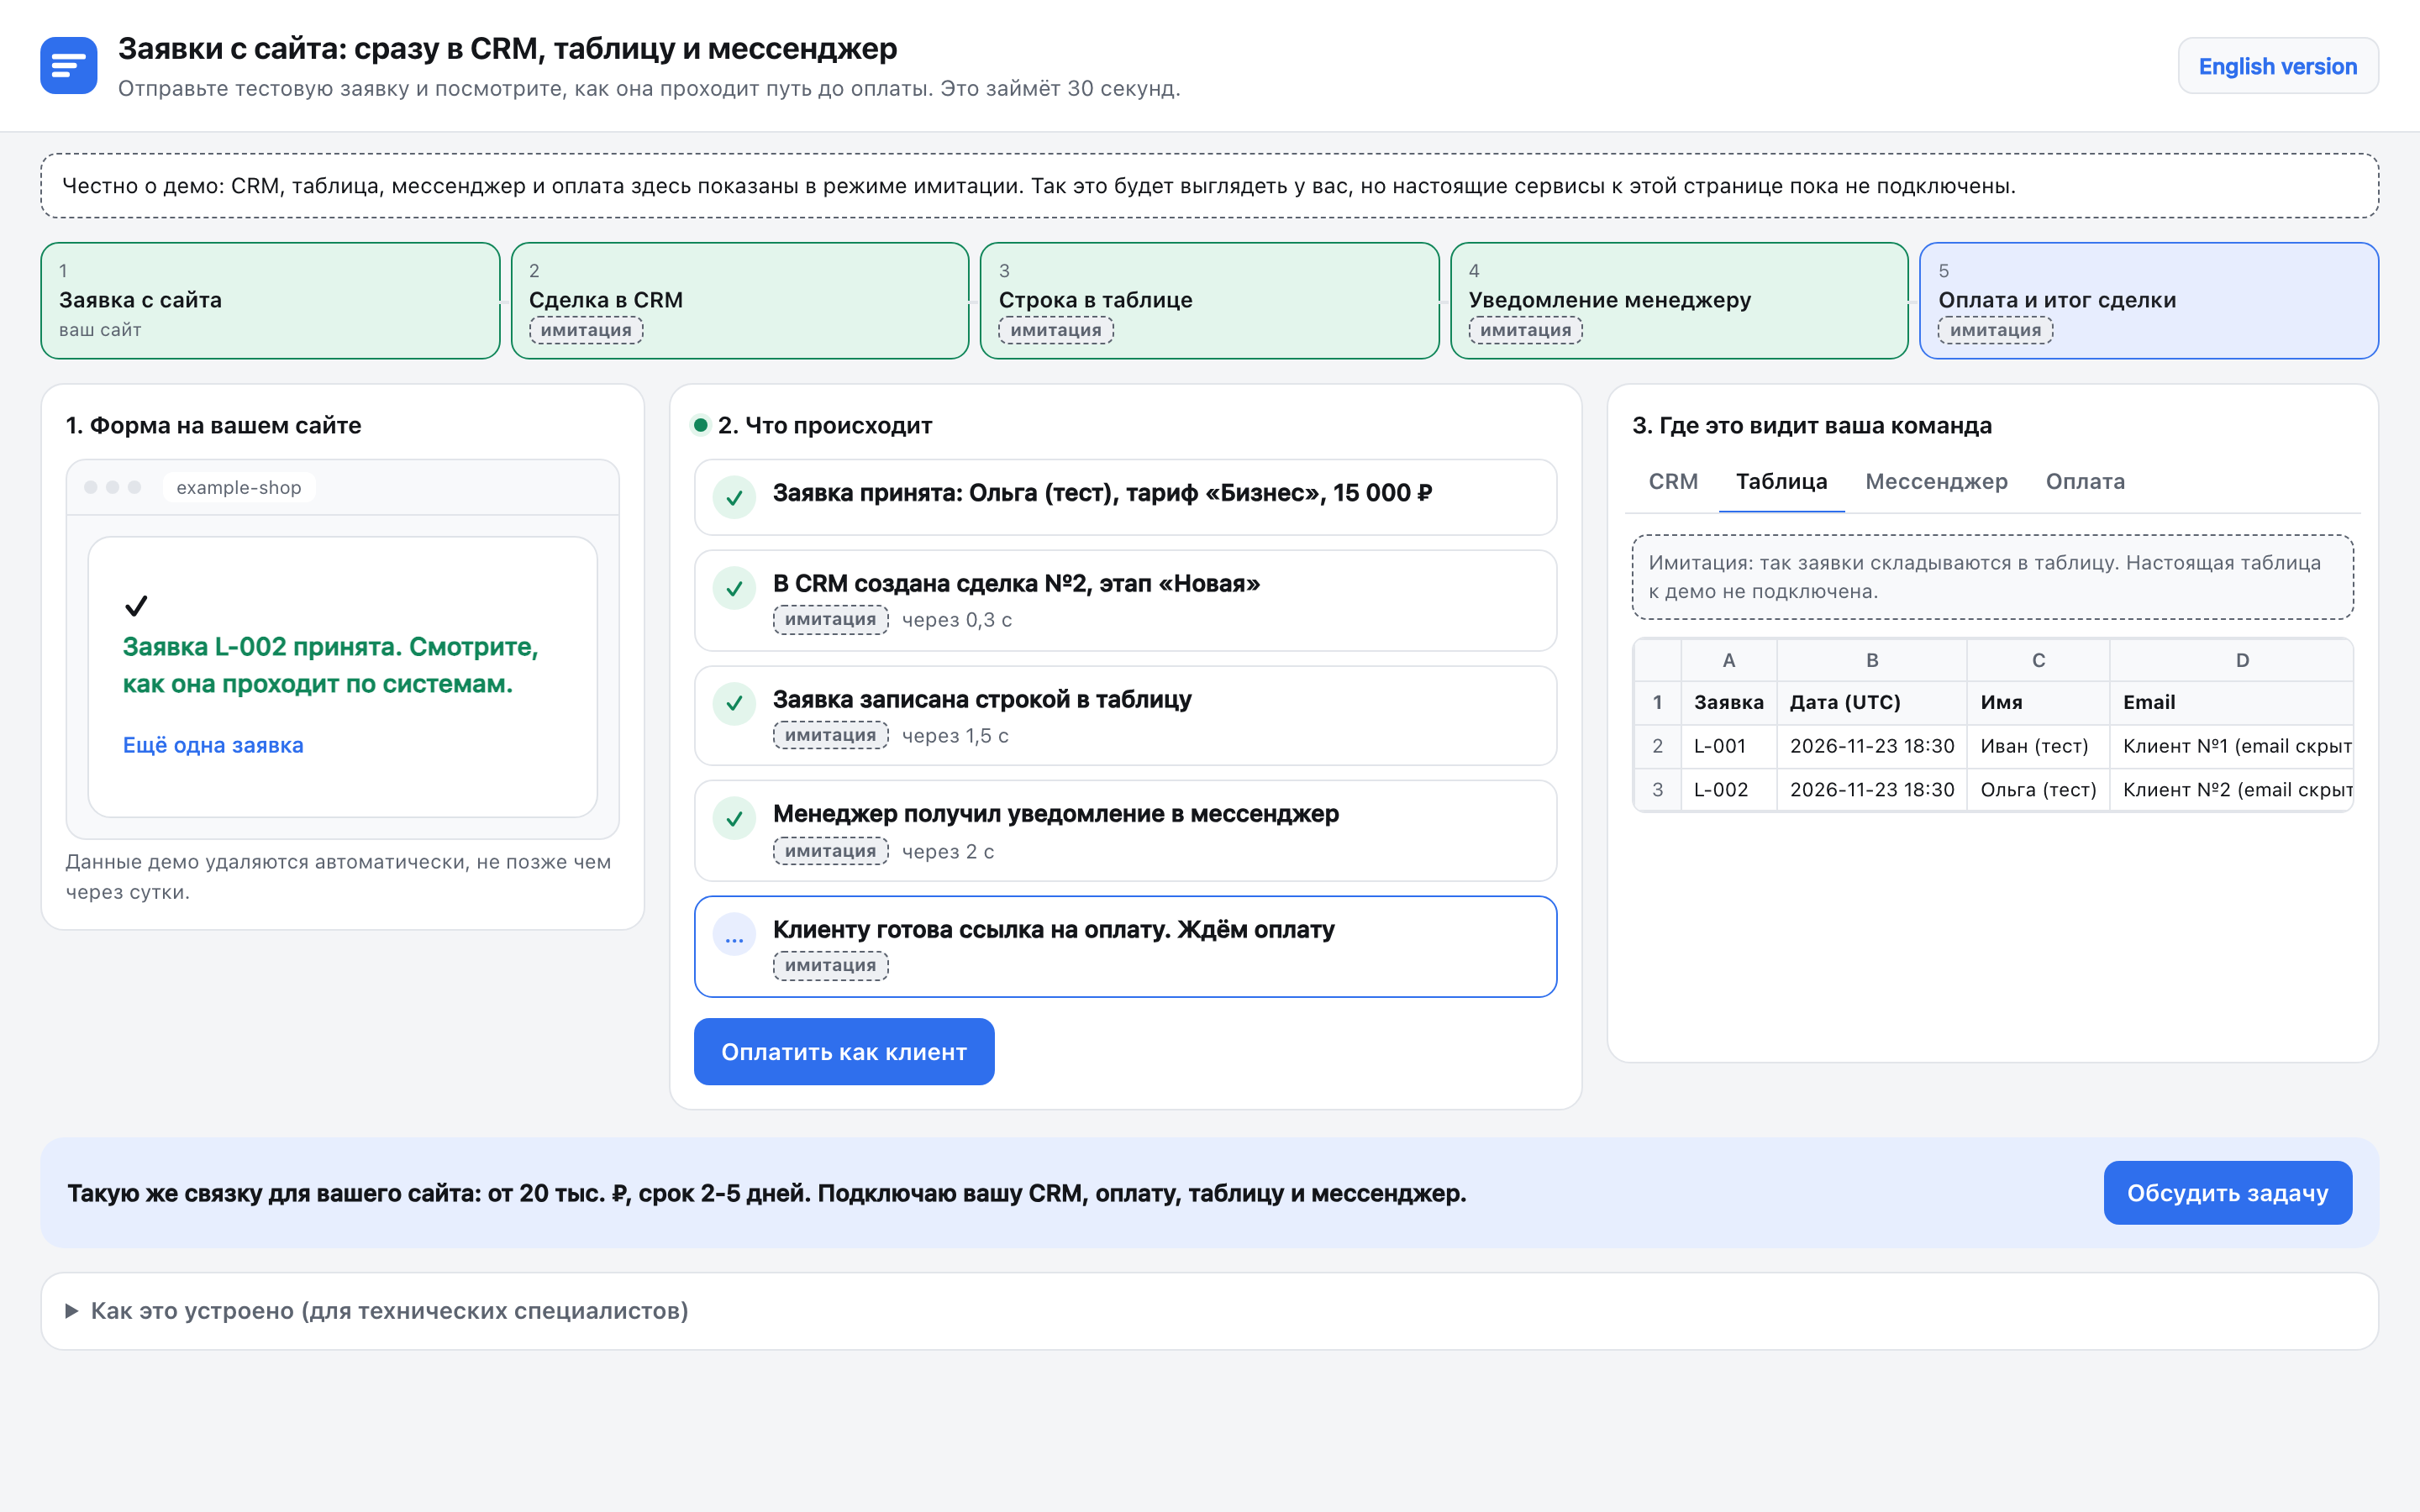 Заявки с сайта: сразу в CRM, таблицу и мессенджер
Отправьте тестовую заявку и посмотрите, как она проходит путь до оплаты. Это займёт 30 секунд.
English version
Честно о демо: CRM, таблица, мессенджер и оплата здесь показаны в режиме имитации. Так это будет выглядеть у вас, но настоящие сервисы к этой странице пока не подключены.
1
Заявка с сайта
ваш сайт
2
Сделка в CRM
имитация
3
Строка в таблице
имитация
4
Уведомление менеджеру
имитация
5
Оплата и итог сделки
имитация
1. Форма на вашем сайте
example-shop
Заявка L-002 принята. Смотрите,
как она проходит по системам.
Ещё одна заявка
Данные демо удаляются автоматически, не позже чем
через сутки.
2. Что происходит
Заявка принята: Ольга (тест), тариф «Бизнес», 15 000 ₽
В CRM создана сделка №2, этап «Новая»
имитация через 0,3 с
Заявка записана строкой в таблицу
имитация через 1,5 с
Менеджер получил уведомление в мессенджер
имитация через 2 с
... Клиенту готова ссылка на оплату. Ждём оплату
имитация
Оплатить как клиент
3. Где это видит ваша команда
CRM Таблица Мессенджер Оплата
Имитация: так заявки складываются в таблицу. Настоящая таблица
к демо не подключена.
A B C D
1 Заявка Дата (UTC) Имя Email
2 L-001 2026-11-23 18:30 Иван (тест) Клиент №1 (email скрыт
3 L-002 2026-11-23 18:30 Ольга (тест) Клиент №2 (email скрыт
Такую же связку для вашего сайта: от 20 тыс. ₽, срок 2-5 дней. Подключаю вашу CRM, оплату, таблицу и мессенджер.
Обсудить задачу
Как это устроено (для технических специалистов)